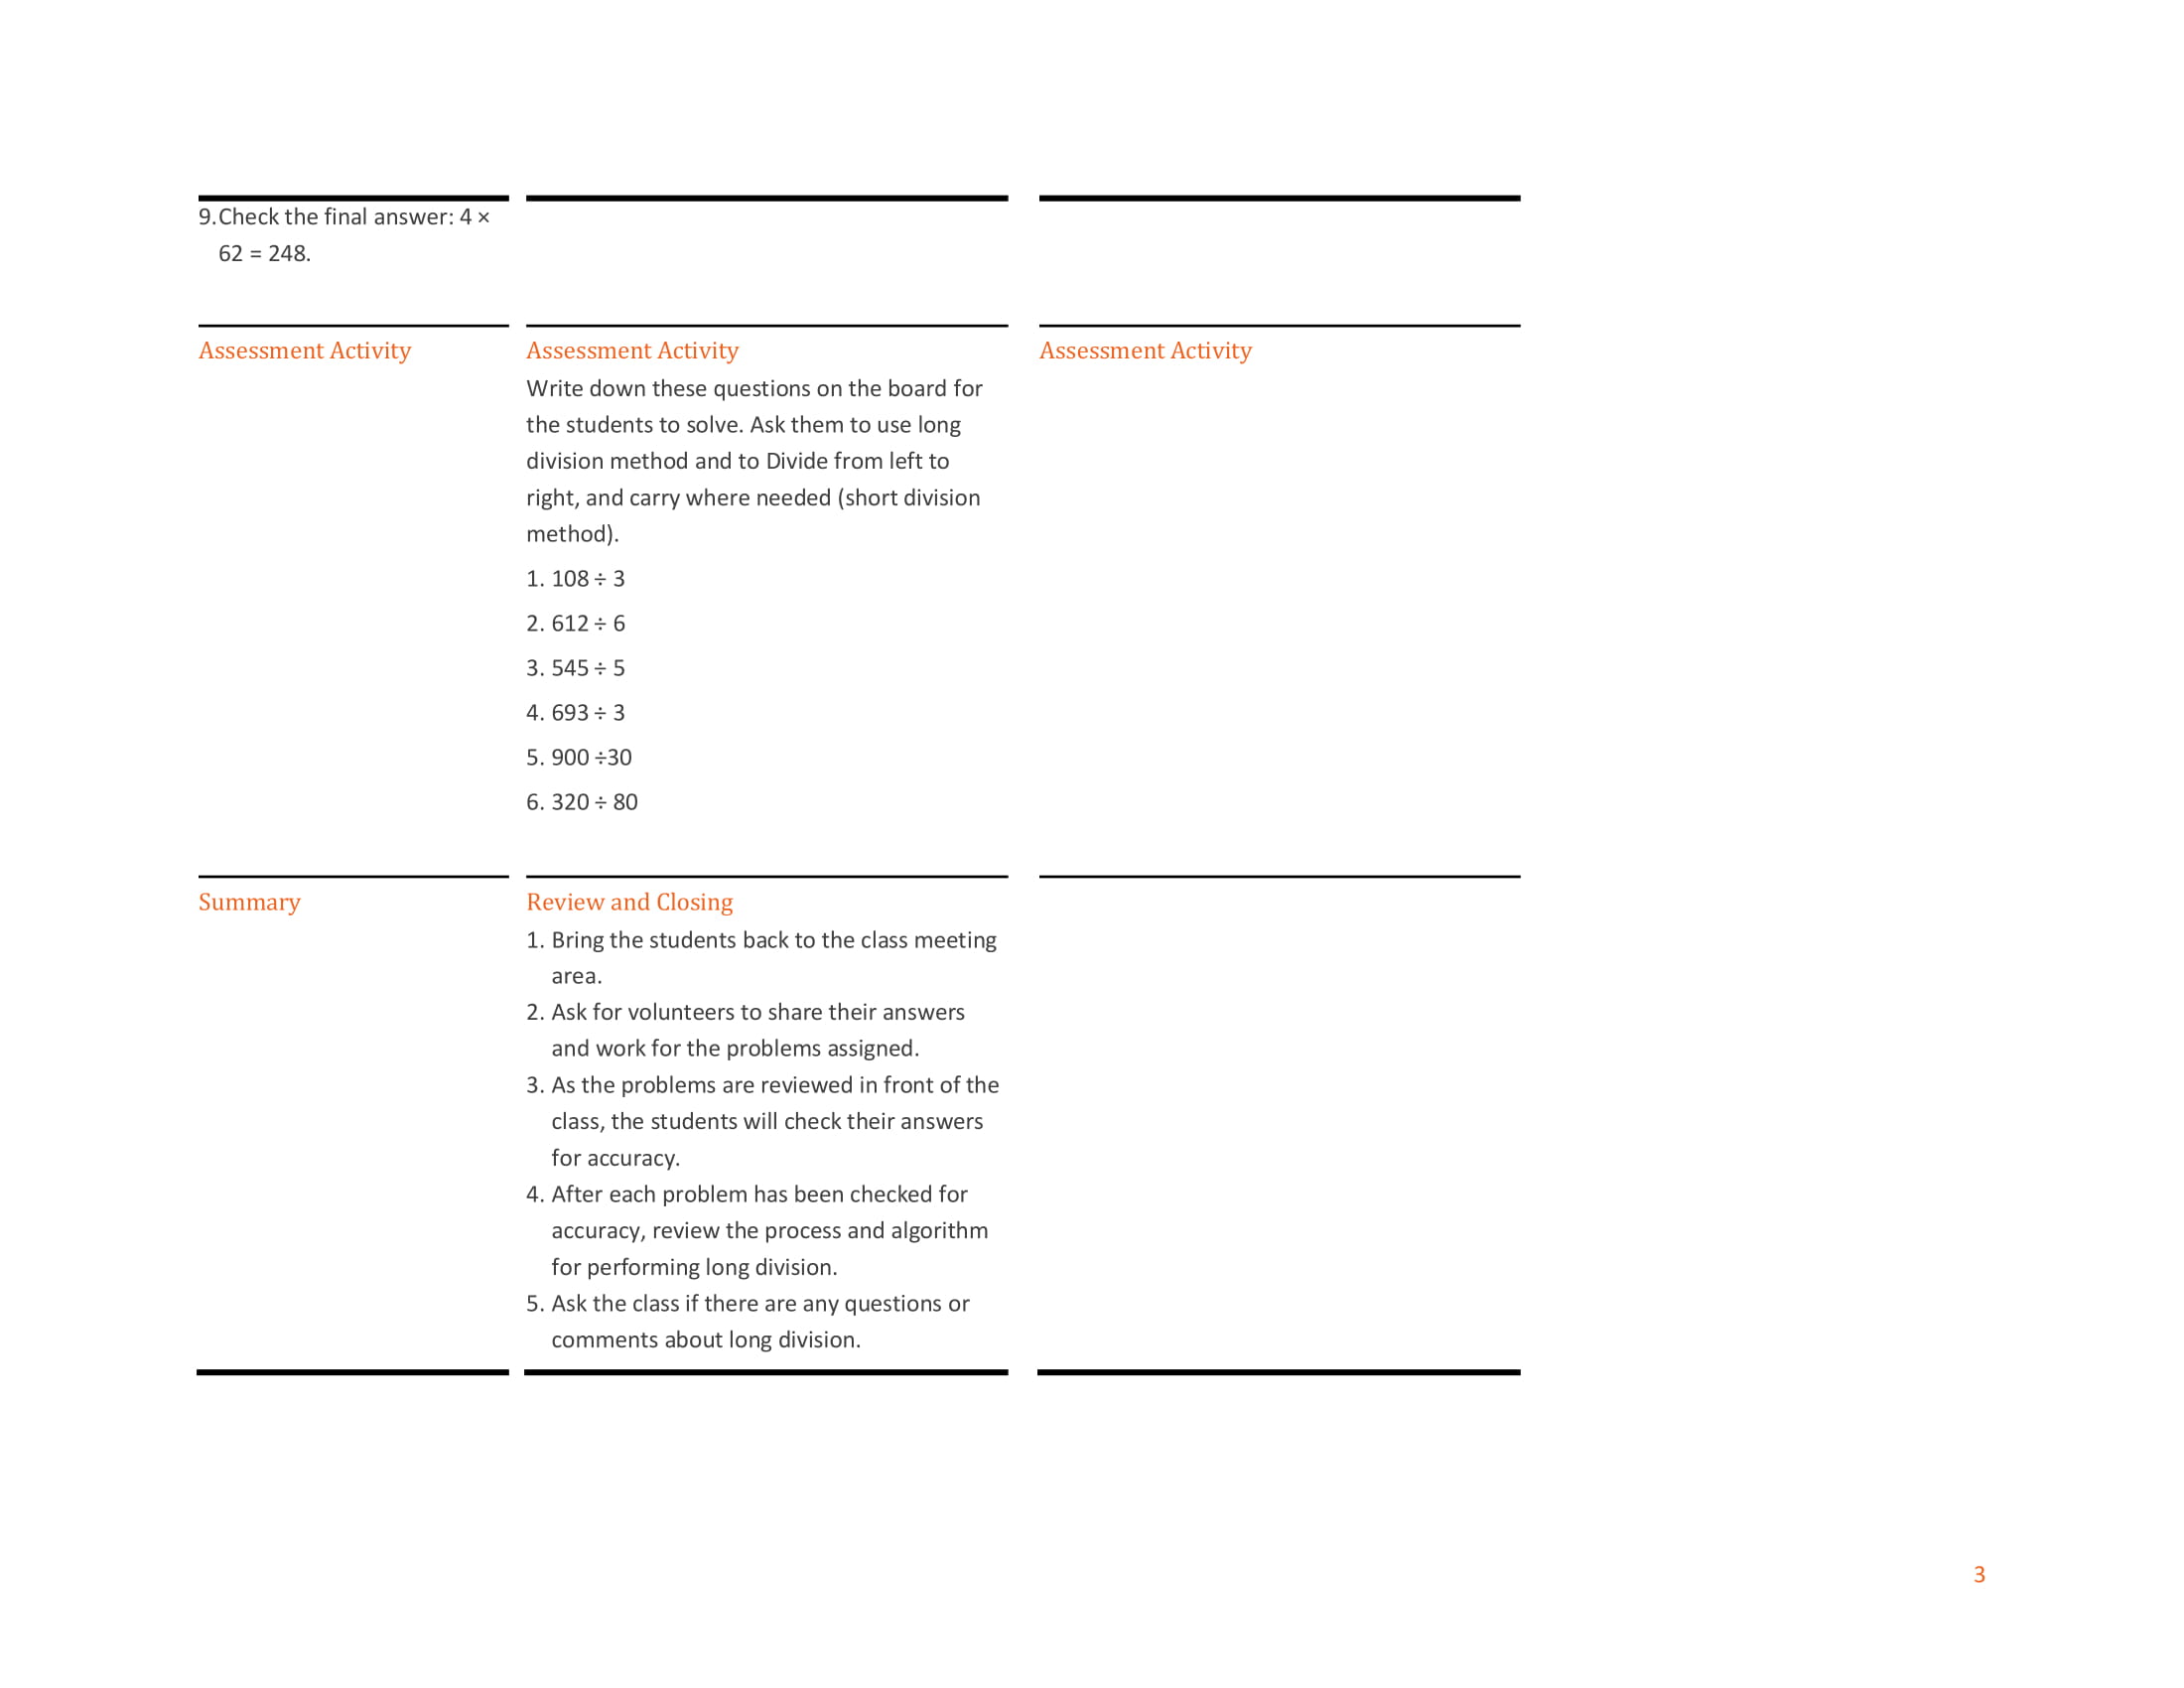 9.Check the final answer: 4 ×
62 = 248.
Assessment Activity
Assessment Activity
Write down these questions on the board for
the students to solve. Ask them to use long
division method and to Divide from left to
right, and carry where needed (short division
method).
1. 108 ÷ 3
2. 612 ÷ 6
3. 545 ÷ 5
4. 693 ÷ 3
5. 900 ÷30
6. 320 ÷ 80
Assessment Activity
Summary
Review and Closing
1. Bring the students back to the class meeting
area.
2. Ask for volunteers to share their answers
and work for the problems assigned.
3. As the problems are reviewed in front of the
class, the students will check their answers
for accuracy.
4. After each problem has been checked for
accuracy, review the process and algorithm
for performing long division.
5. Ask the class if there are any questions or
comments about long division.
3